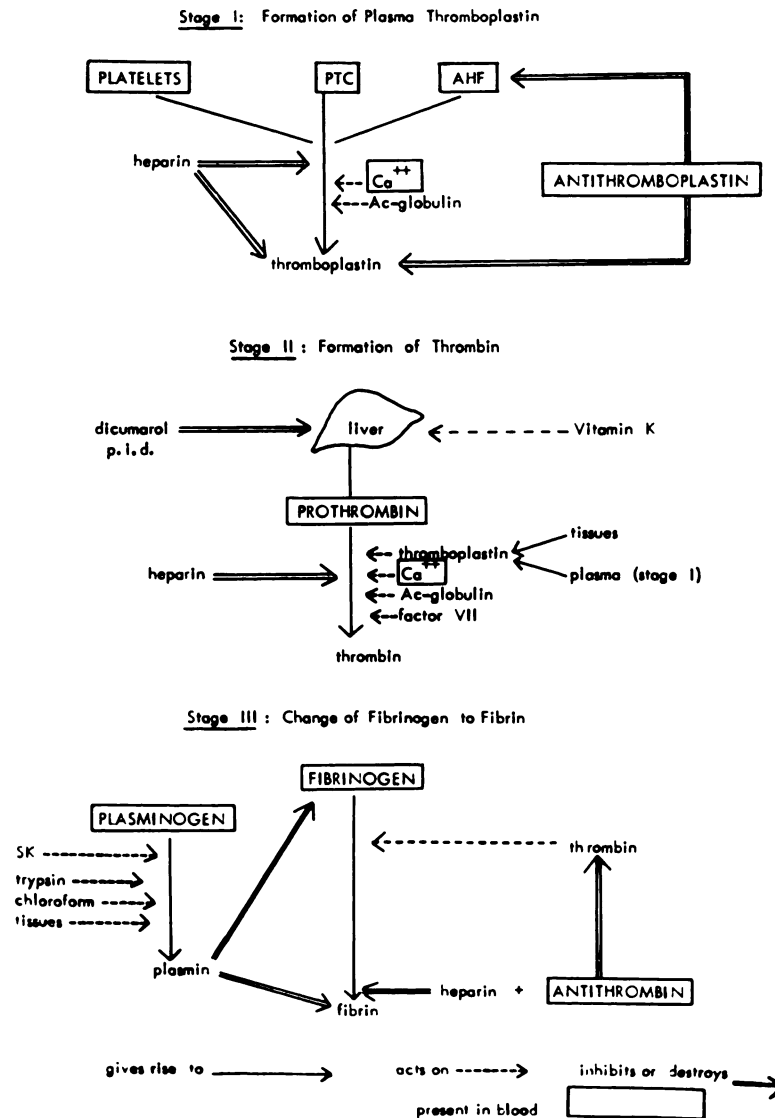 Stage I: Formation of Plasma Thromboplastin
PLATELETS PTC AHF
heparin
Ca++
ANTITHROMBOPLASTIN
Ac-globulin
thromboplastin
Stage II : Formation of Thrombin
dicumarol
p.i.d.
liver
Vitamin K
PROTHROMBIN
thromboplastin
tissues
heparin
Ca++
plasma (stage I)
Ac-globulin
factor VII
thrombin
Stage III : Change of Fibrinogen to Fibrin
FIBRINOGEN
PLASMINOGEN
SK
thrombin
trypsin
chloroform
tissues
plasmin
heparin + ANTITHROMBIN
fibrin
gives rise to acts on inhibits or destroys
present in blood